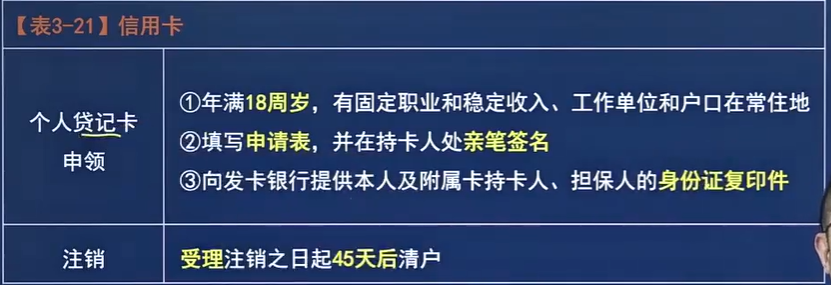 【表3-21】信用卡
个人贷记卡
申领
①年满18周岁，有固定职业和稳定收入、工作单位和户口在常住地
②填写申请表，并在持卡人处亲笔签名
③向发卡银行提供本人及附属卡持卡人、担保人的身份证复印件
注销
受理注销之日起45天后清户